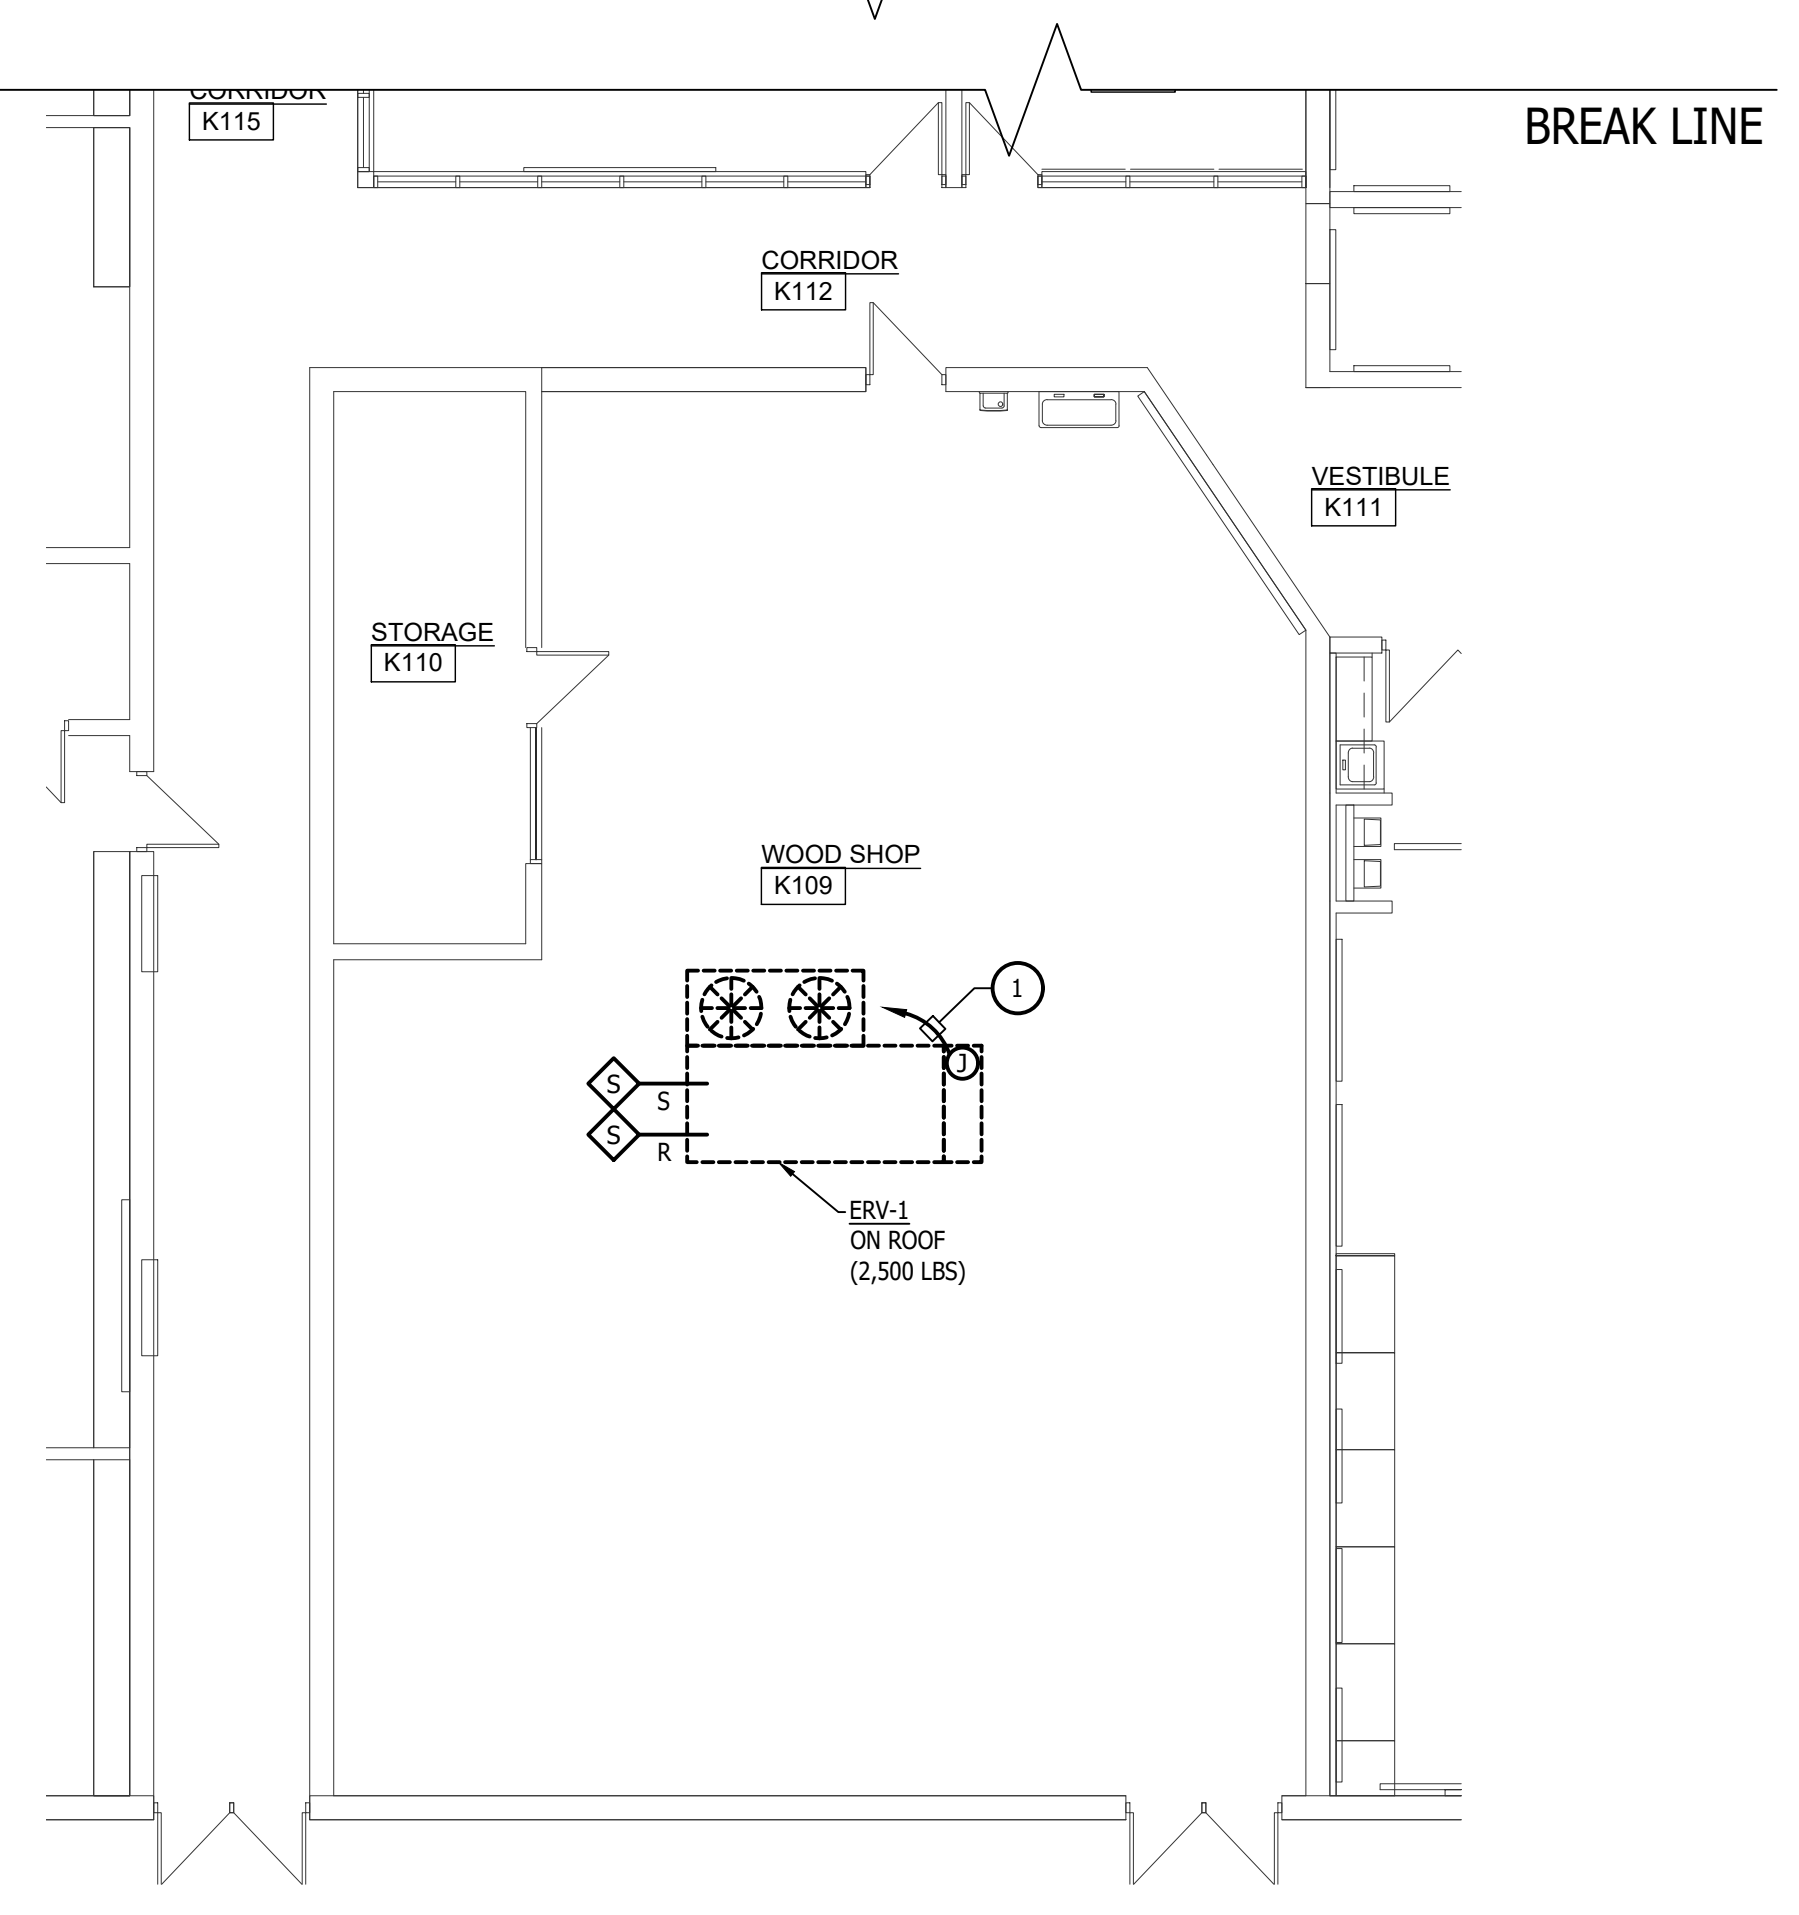 CORRIDOR
K115
BREAK LINE
CORRIDOR
K112
VESTIBULE
K111
STORAGE
K110
WOOD SHOP
K109
1
J
S
S
S
R
ERV-1
ON ROOF
(2,500 LBS)